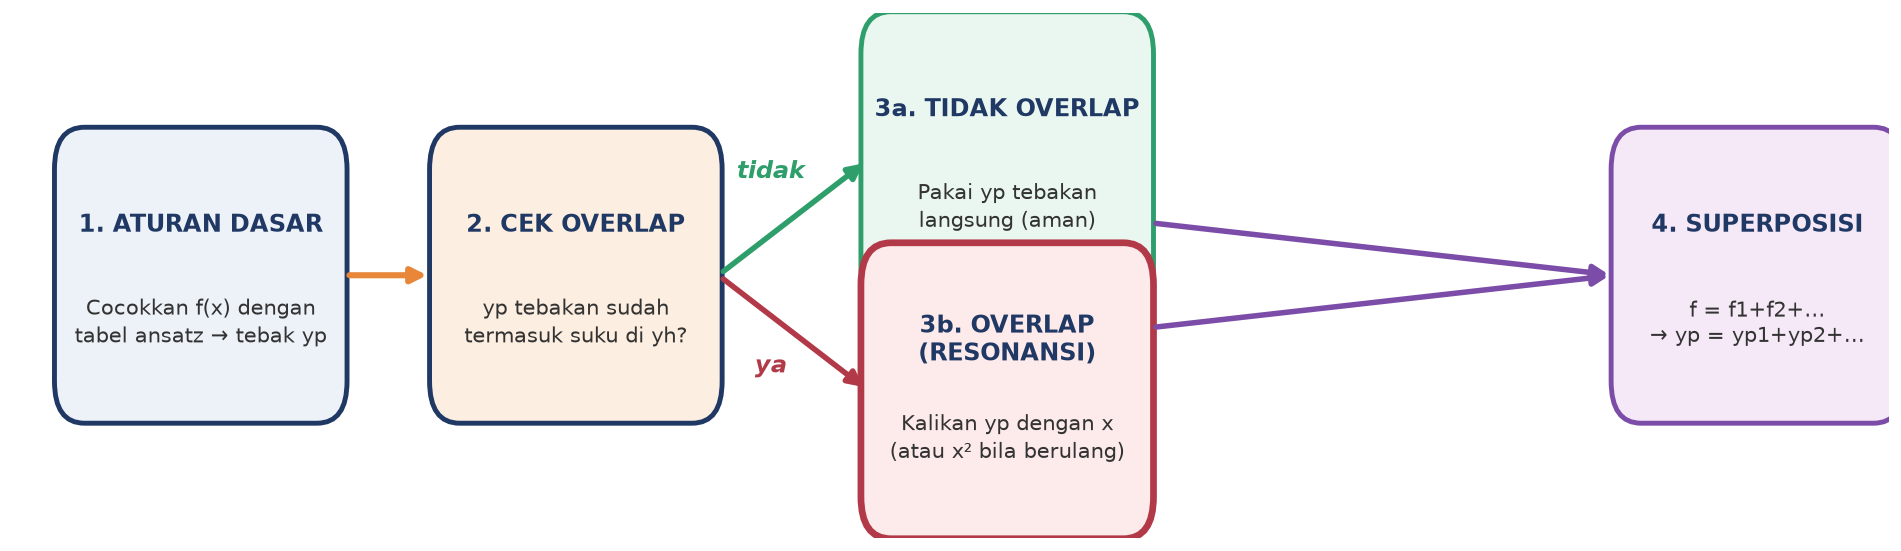 1. ATURAN DASAR
Cocokkan f(x) dengan
tabel ansatz → tebak yp
2. CEK OVERLAP
yp tebakan sudah
termasuk suku di yh?
tidak
ya
3a. TIDAK OVERLAP
Pakai yp tebakan
langsung (aman)
3b. OVERLAP
(RESONANSI)
Kalikan yp dengan x
(atau x² bila berulang)
4. SUPERPOSISI
f = f1+f2+...
→ yp = yp1+yp2+...